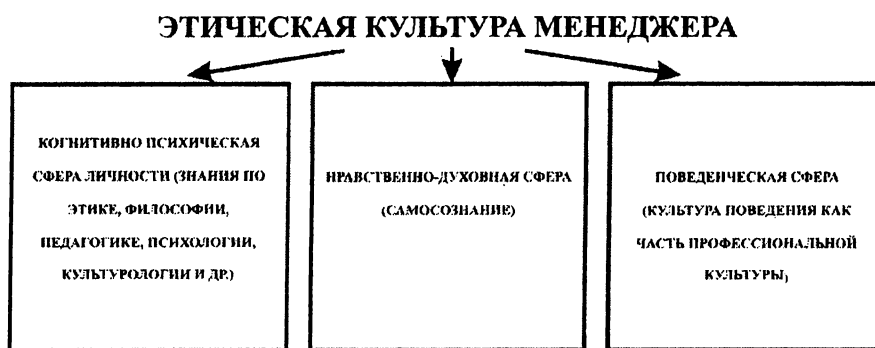 ЭТИЧЕСКАЯ КУЛЬТУРА МЕНЕДЖЕРА
КОГНИТИВНО ПСИХИЧЕСКАЯ
СФЕРА ЛИЧНОСТИ (ЗНАНИЯ ПО
ЭТИКЕ, ФИЛОСОФИИ,
ПЕДАГОГИКЕ, ПСИХОЛОГИИ,
КУЛЬТУРОЛОГИИ И ДР.)
НРАВСТВЕННО-ДУХОВНАЯ СФЕРА
(САМОСОЗНАНИЕ)
ПОВЕДЕНЧЕСКАЯ СФЕРА
(КУЛЬТУРА ПОВЕДЕНИЯ КАК
ЧАСТЬ ПРОФЕССИОНАЛЬНОЙ
КУЛЬТУРЫ)